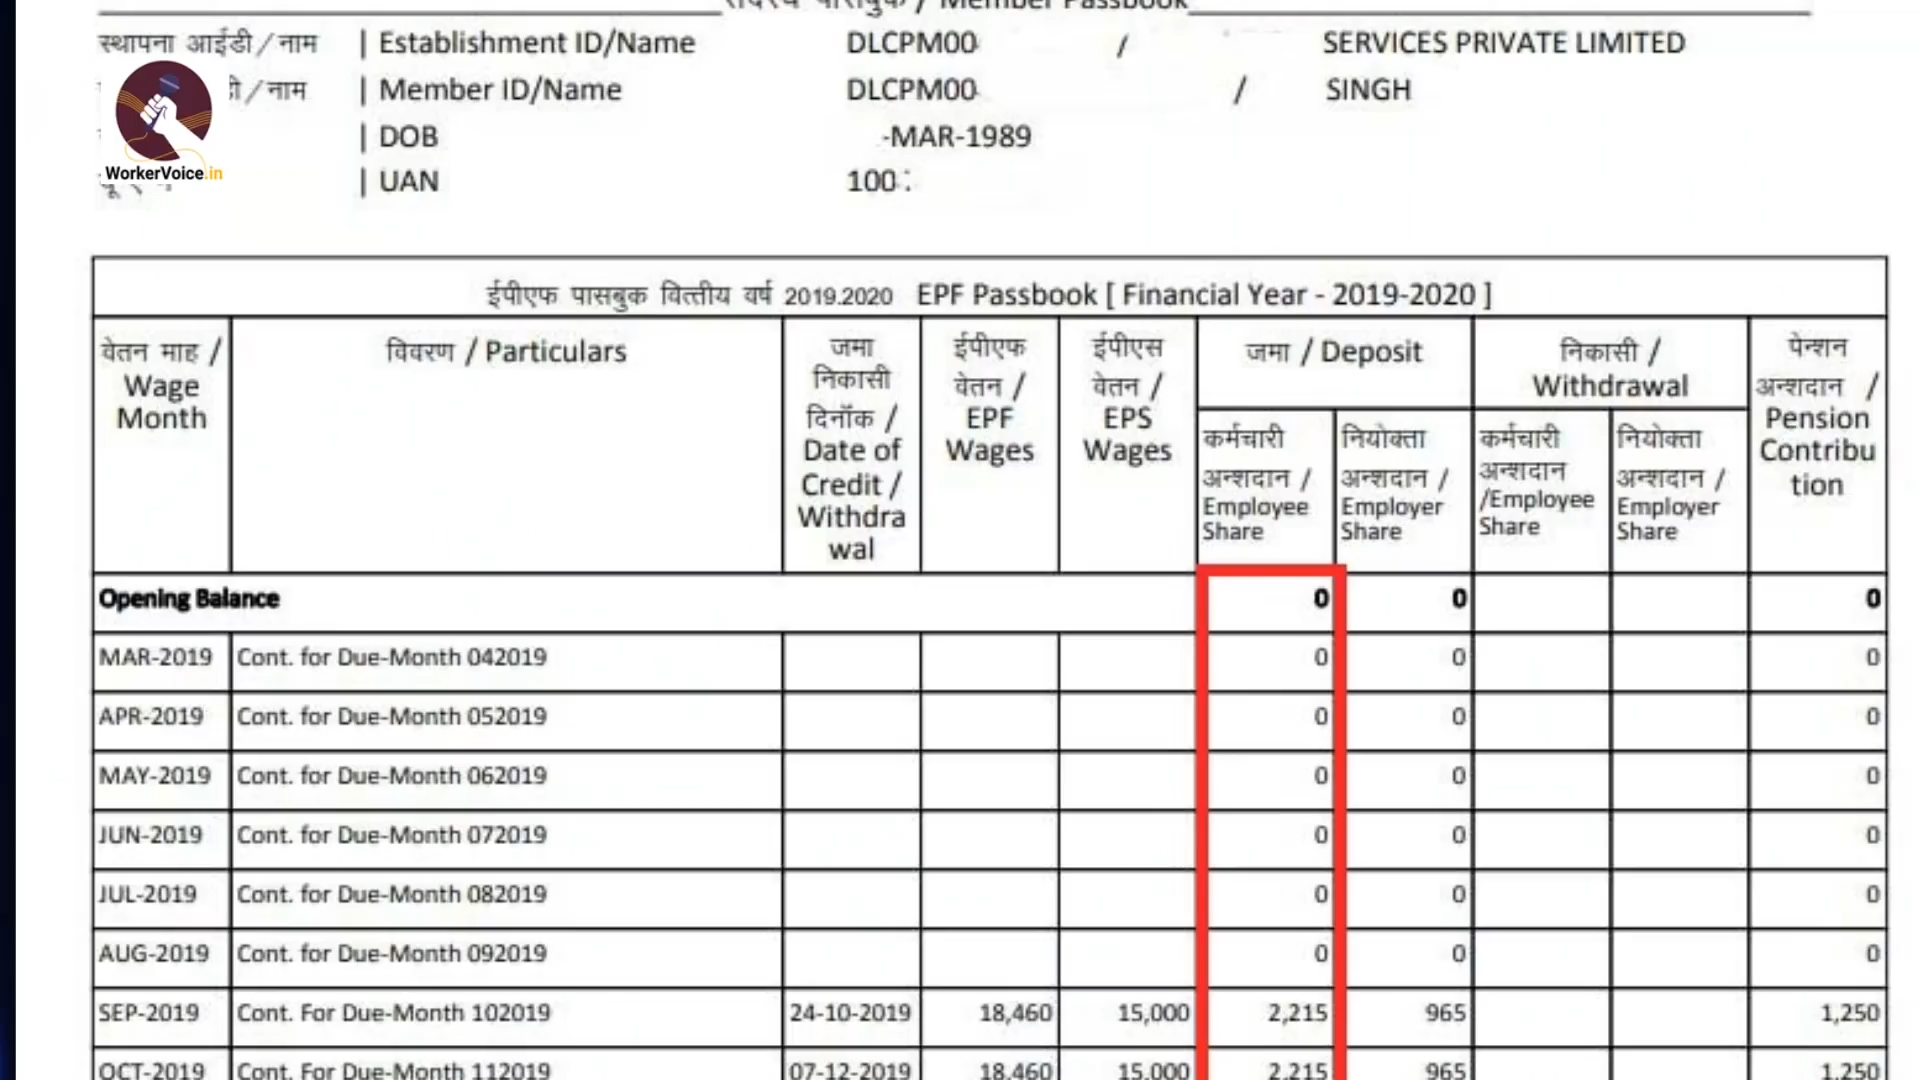 सदस्य पासबुक / Member Passbook
स्थापना आईडी / नाम | Establishment ID/Name DLCPM00 / SERVICES PRIVATE LIMITED
/ नाम | Member ID/Name DLCPM00 / SINGH
| DOB -MAR-1989
| UAN 100
WorkerVoice.in
ईपीएफ पासबुक वित्तीय वर्ष 2019.2020 EPF Passbook [ Financial Year - 2019-2020 ]
वेतन माह / Wage Month
विवरण / Particulars
जमा निकासी दिनॉक / Date of Credit / Withdrawal
ईपीएफ वेतन / EPF Wages
ईपीएस वेतन / EPS Wages
जमा / Deposit
निकासी / Withdrawal
पेन्शन अन्शदान / Pension Contribution
कर्मचारी अन्शदान / Employee Share
नियोक्ता अन्शदान / Employer Share
कर्मचारी अन्शदान /Employee Share
नियोक्ता अन्शदान / Employer Share
Opening Balance 0 0 0
MAR-2019 Cont. for Due-Month 042019 0 0 0
APR-2019 Cont. for Due-Month 052019 0 0 0
MAY-2019 Cont. for Due-Month 062019 0 0 0
JUN-2019 Cont. for Due-Month 072019 0 0 0
JUL-2019 Cont. for Due-Month 082019 0 0 0
AUG-2019 Cont. for Due-Month 092019 0 0 0
SEP-2019 Cont. For Due-Month 102019 24-10-2019 18,460 15,000 2,215 965 1,250
OCT-2019 Cont. For Due-Month 112019 07-12-2019 18,460 15,000 2,215 965 1,250